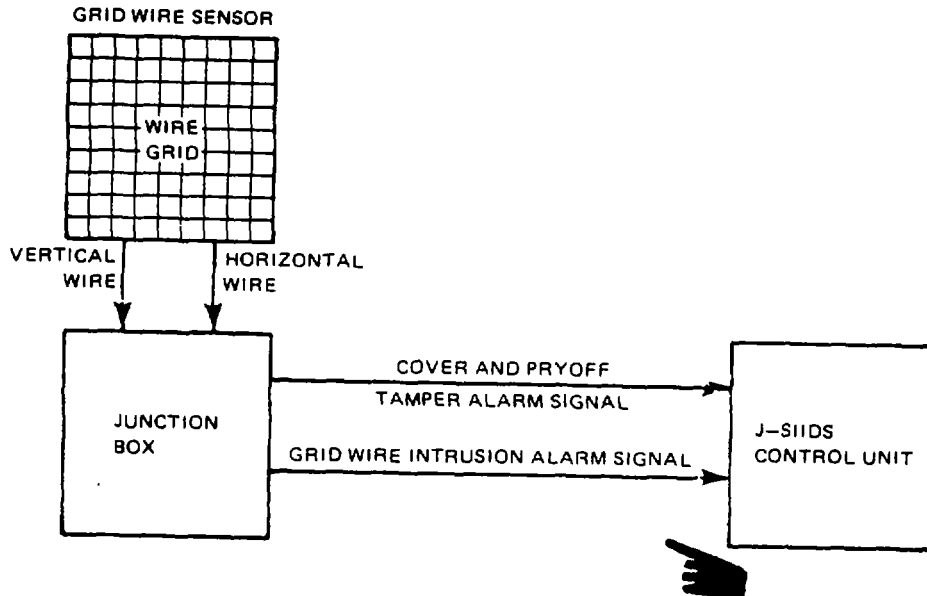 GRID WIRE SENSOR
WIRE
GRID
VERTICAL
WIRE
HORIZONTAL
WIRE
JUNCTION
BOX
COVER AND PRYOFF
TAMPER ALARM SIGNAL
GRID WIRE INTRUSION ALARM SIGNAL
J-SIIDS
CONTROL UNIT